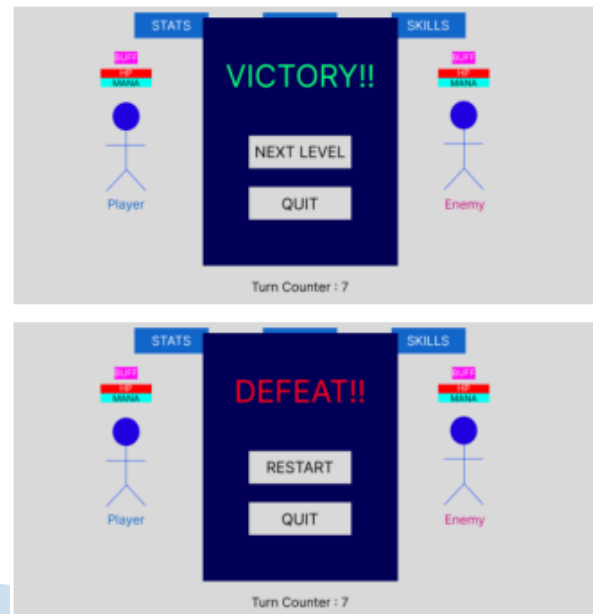 STATS SKILLS
BUFF BUFF
HP HP
MANA MANA
VICTORY!!
NEXT LEVEL
QUIT
Player Enemy
Turn Counter : 7
STATS SKILLS
BUFF BUFF
HP HP
MANA MANA
DEFEAT!!
RESTART
QUIT
Player Enemy
Turn Counter : 7